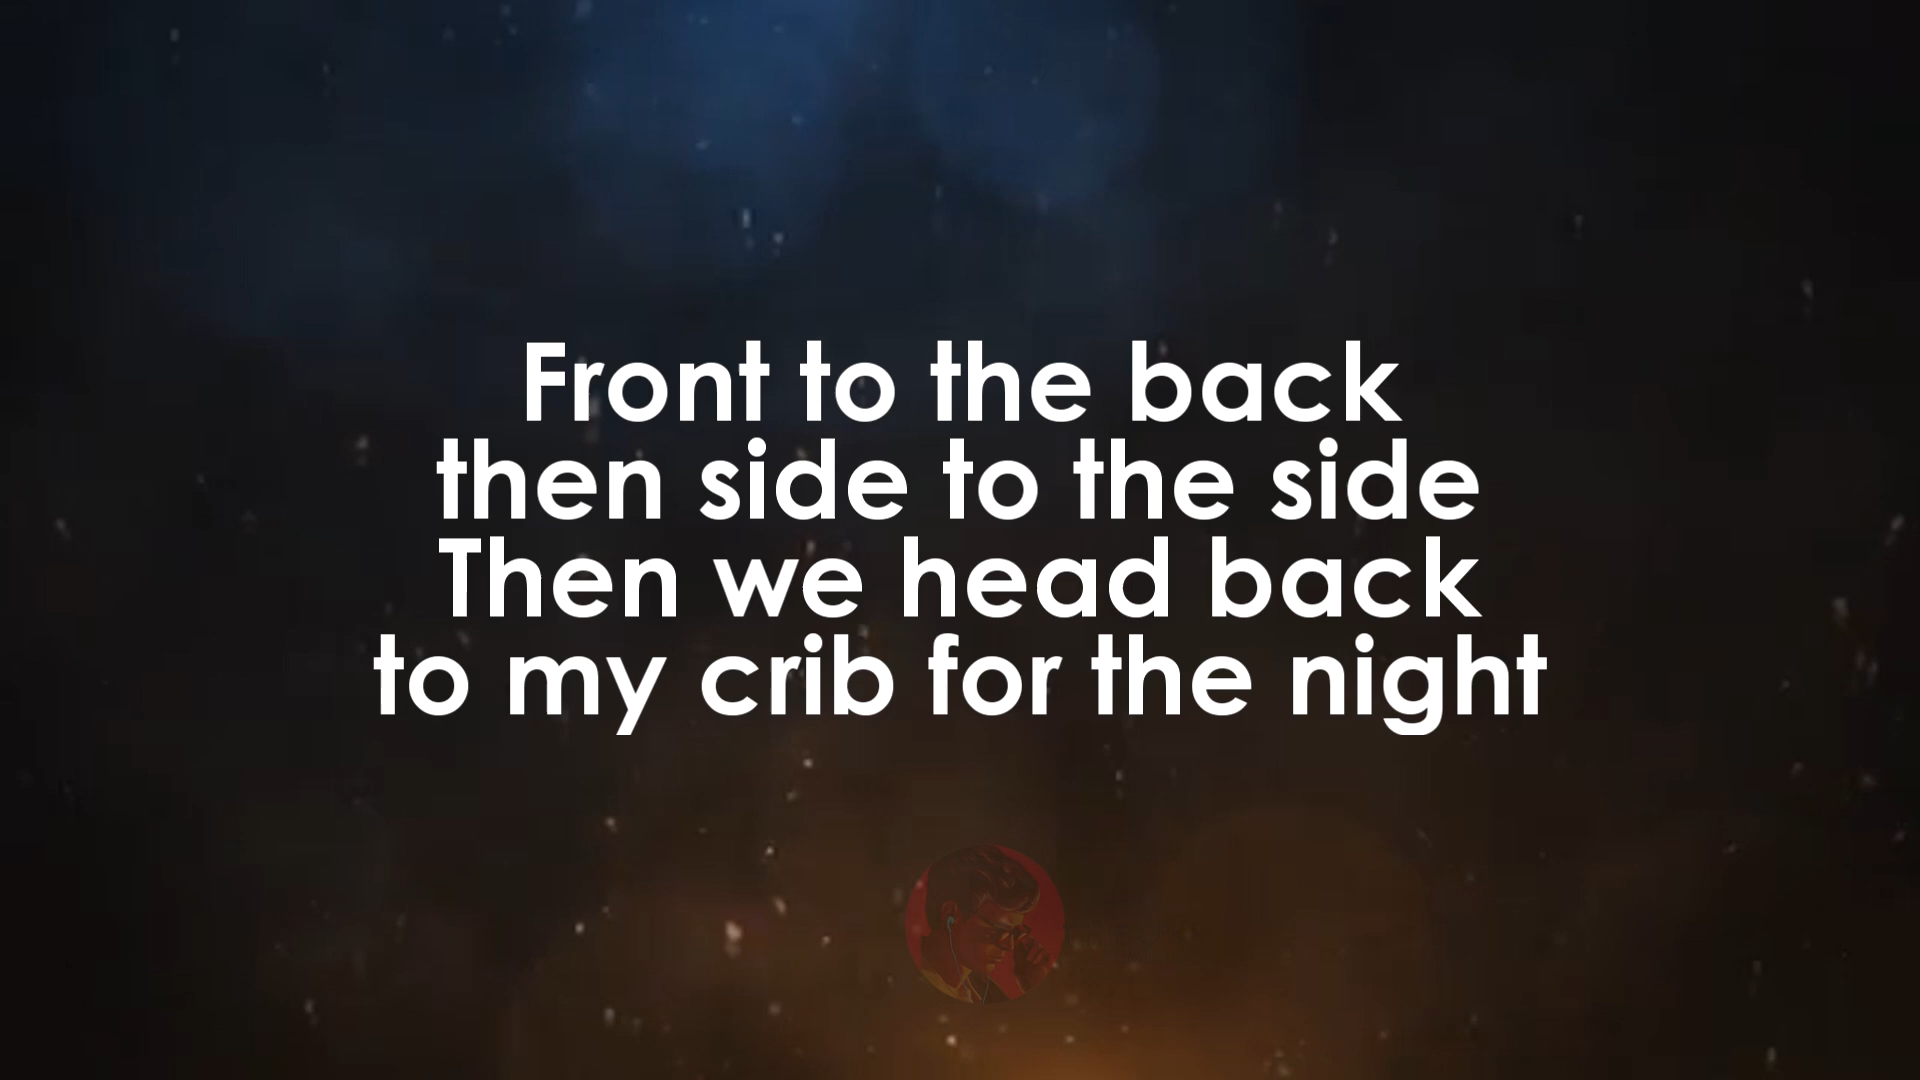 Front to the back
then side to the side
Then we head back
to my crib for the night